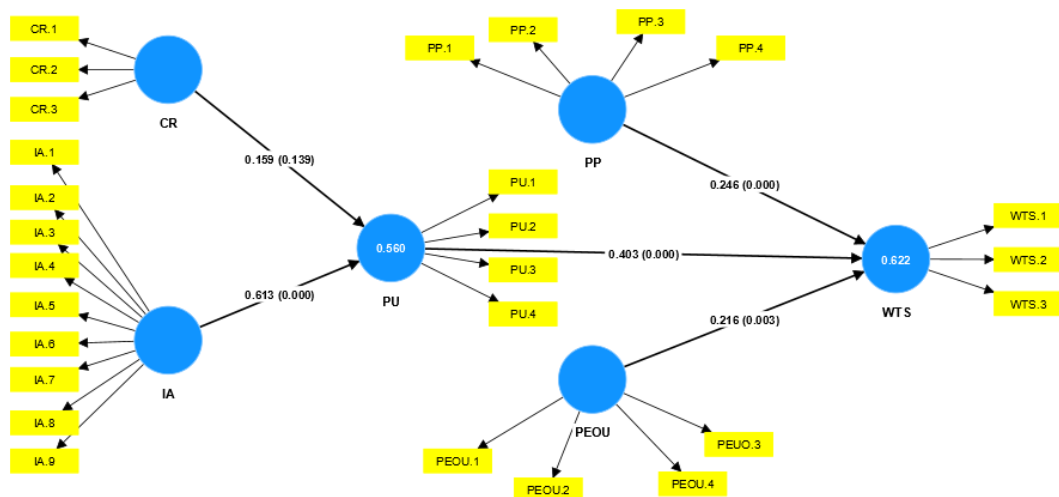 CR.1
CR.2
CR.3
CR
IA.1
IA.2
IA.3
IA.4
IA.5
IA.6
IA.7
IA.8
IA.9
IA
0.159 (0.139)
0.613 (0.000)
0.560
PU
PU.1
PU.2
PU.3
PU.4
PP.1
PP.2
PP.3
PP.4
PP
0.246 (0.000)
0.403 (0.000)
0.216 (0.003)
PEOU
PEOU.1
PEOU.2
PEOU.4
PEUO.3
0.622
WTS
WTS.1
WTS.2
WTS.3